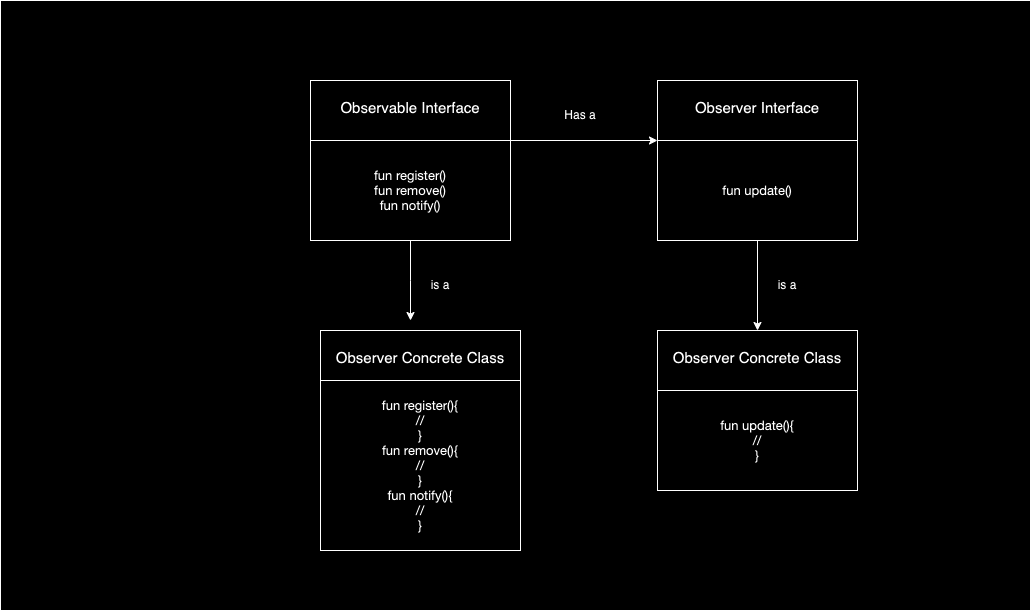 Observable Interface
Has a
Observer Interface
fun register()
fun remove()
fun notify()
fun update()
is a
is a
Observer Concrete Class
fun register(){
//
}
fun remove(){
//
}
fun notify(){
//
}
Observer Concrete Class
fun update(){
//
}